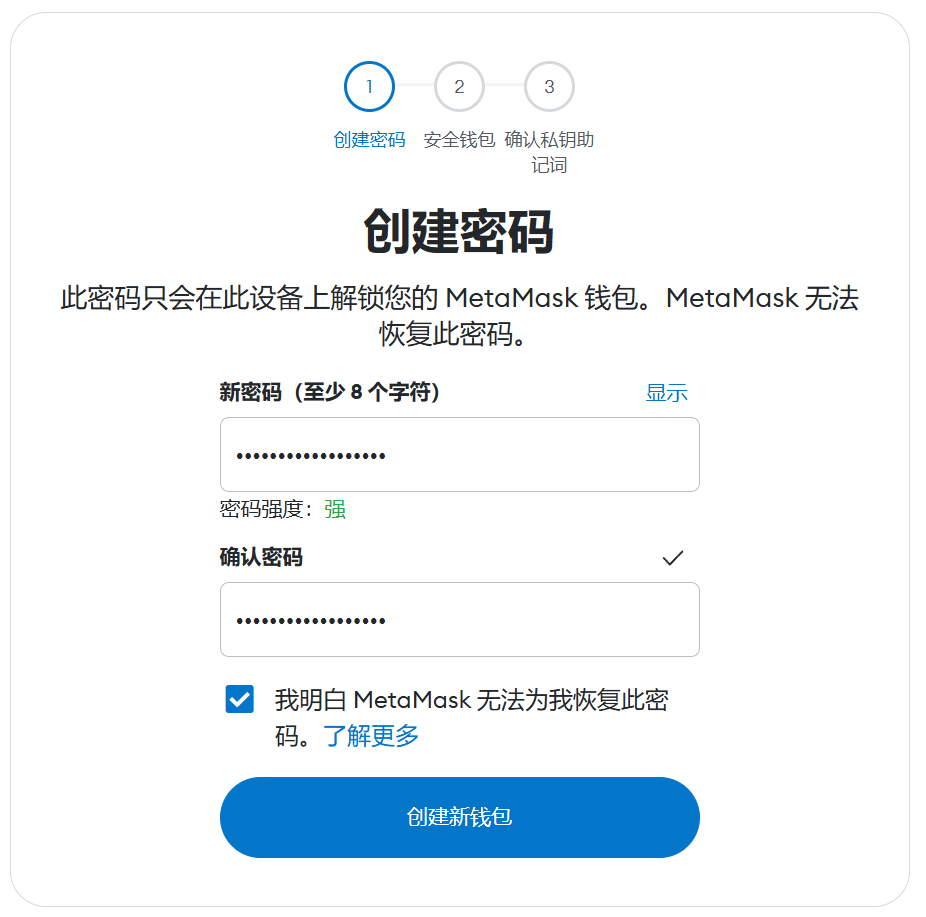 1
2
3
创建密码
安全钱包
确认私钥助
记词
创建密码
此密码只会在此设备上解锁您的 MetaMask 钱包。MetaMask 无法
恢复此密码。
新密码（至少 8 个字符）
显示
••••••••••••••••••
密码强度：强
确认密码
••••••••••••••••••
我明白 MetaMask 无法为我恢复此密
码。了解更多
创建新钱包